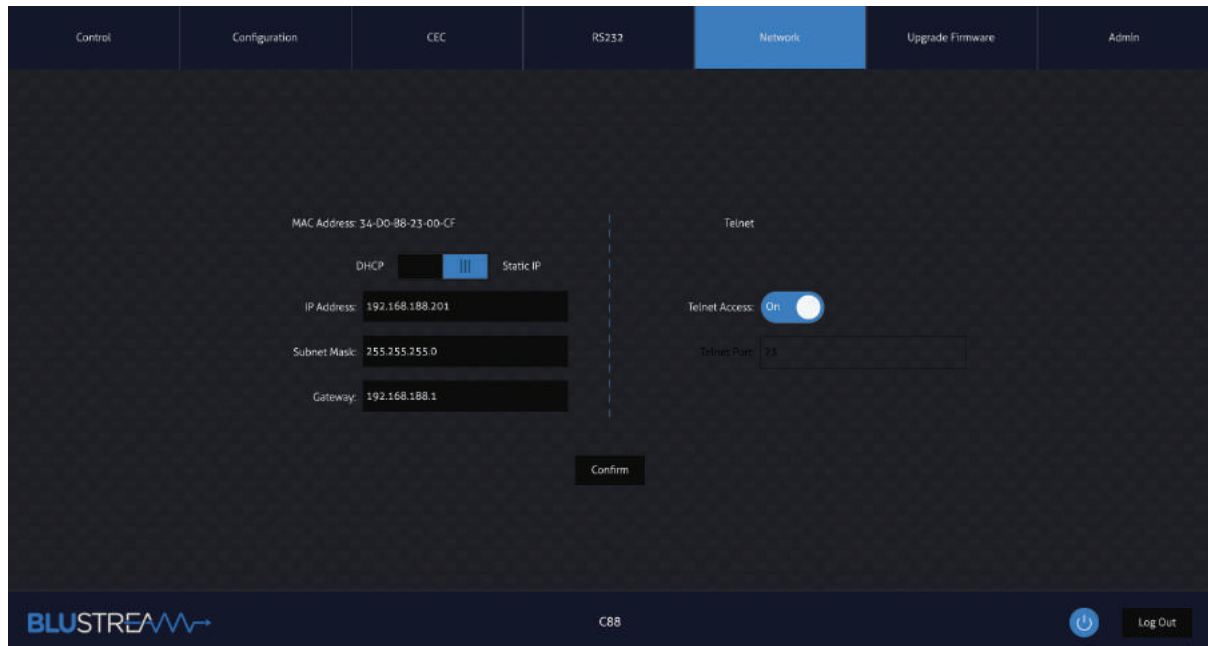 Control Configuration CEC RS232 Network Upgrade Firmware Admin
MAC Address: 34-D0-B8-23-00-CF
DHCP Static IP
IP Address: 192.168.188.201
Subnet Mask: 255.255.255.0
Gateway: 192.168.188.1
Telnet
Telnet Access: On
Telnet Port: 23
Confirm
BLUSTREAM
C88
Log Out